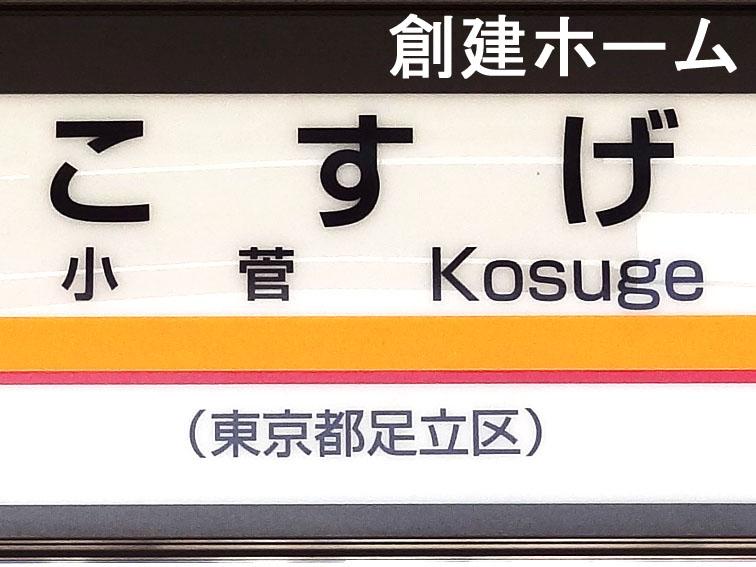 創建ホーム
こすげ
小菅 Kosuge
（東京都足立区）